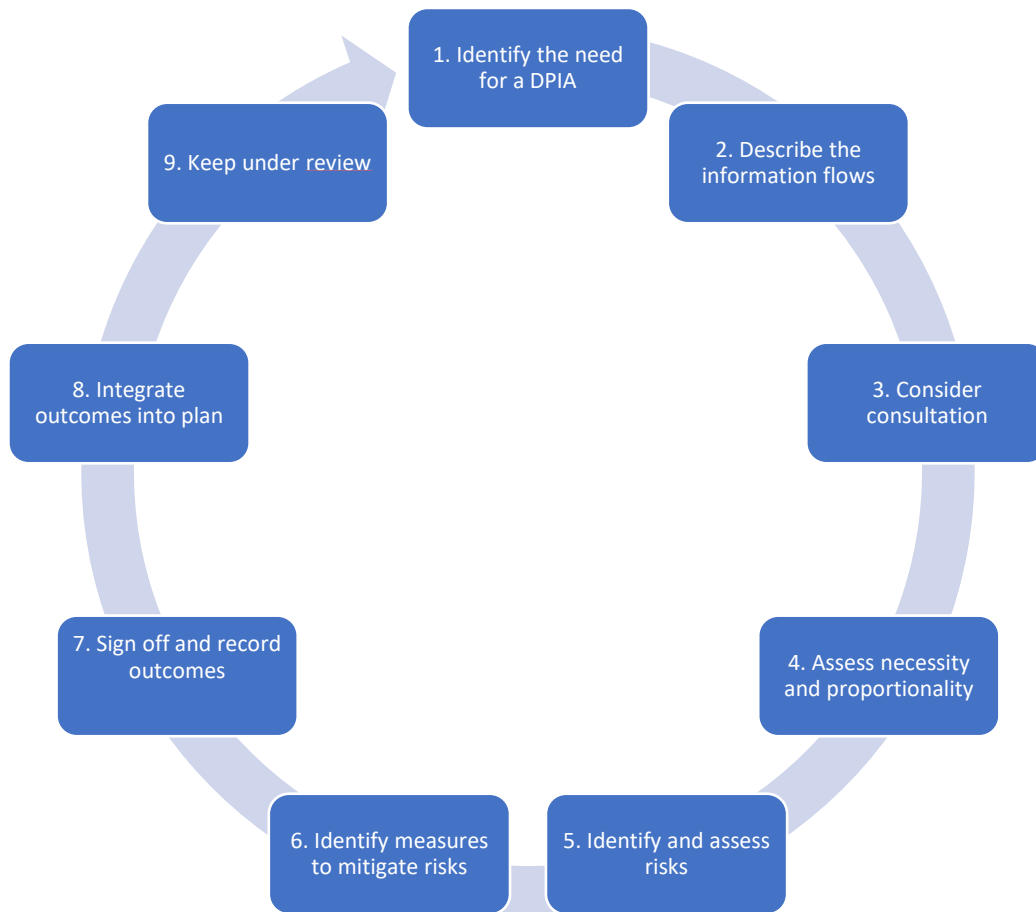 1. Identify the need
for a DPIA
2. Describe the
information flows
3. Consider
consultation
4. Assess necessity
and proportionality
5. Identify and assess
risks
6. Identify measures
to mitigate risks
7. Sign off and record
outcomes
8. Integrate
outcomes into plan
9. Keep under review